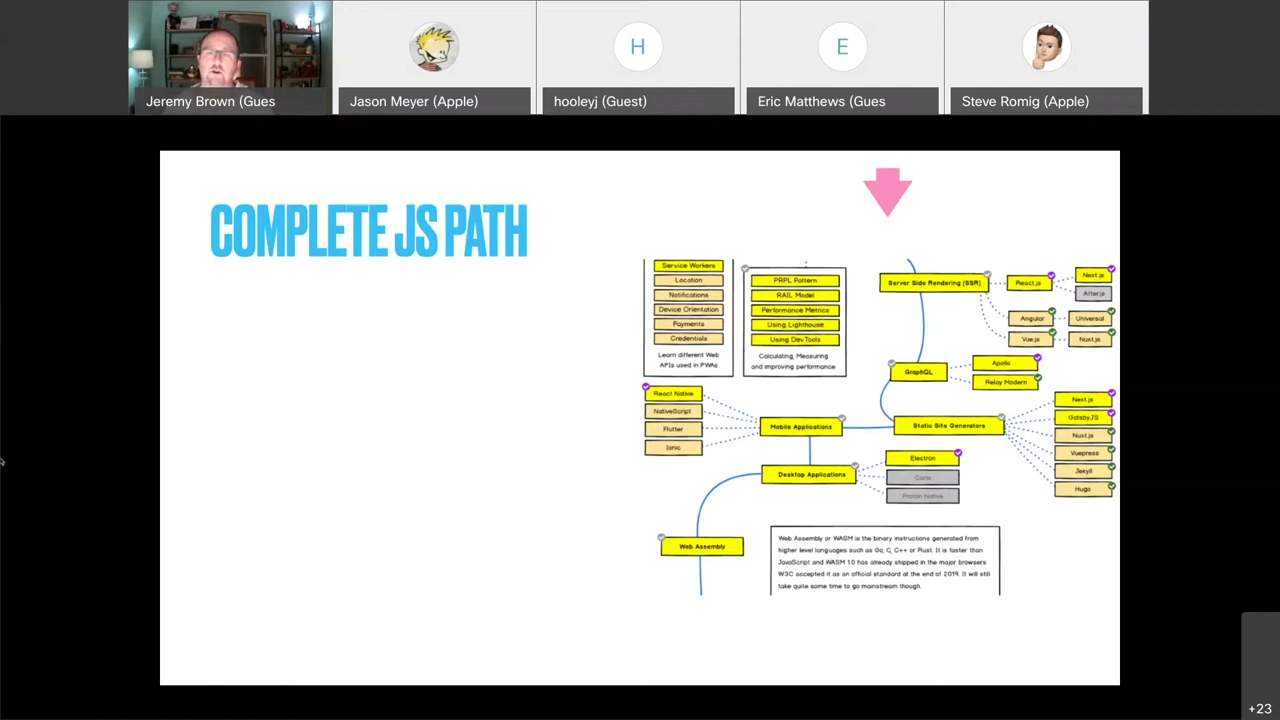 Jeremy Brown (Gues
Jason Meyer (Apple)
H
hooleyj (Guest)
E
Eric Matthews (Gues
Steve Romig (Apple)
COMPLETE JS PATH
Service Workers
Location
Notifications
Device Orientation
Payments
Credentials
Learn different Web
APIs used in PWAs
PRPL Pattern
RAIL Model
Performance Metrics
Using Lighthouse
Using DevTools
Calculating, Measuring
and improving performance
Server Side Rendering (SSR)
React.js
Next.js
After.js
Angular
Universal
Vue.js
Nuxt.js
GraphQL
Apollo
Relay Modern
React Native
NativeScript
Flutter
Ionic
Mobile Applications
Static Site Generators
Next.js
GatsbyJS
Nuxt.js
Vuepress
Jekyll
Hugo
Desktop Applications
Electron
Carlo
Proton Native
Web Assembly
Web Assembly or WASM is the binary instructions generated from
higher level languages such as Go, C, C++ or Rust. It is faster than
JavaScript and WASM 1.0 has already shipped in the major browsers.
W3C accepted it as an official standard at the end of 2019. It will still
take quite some time to go mainstream though.
+23